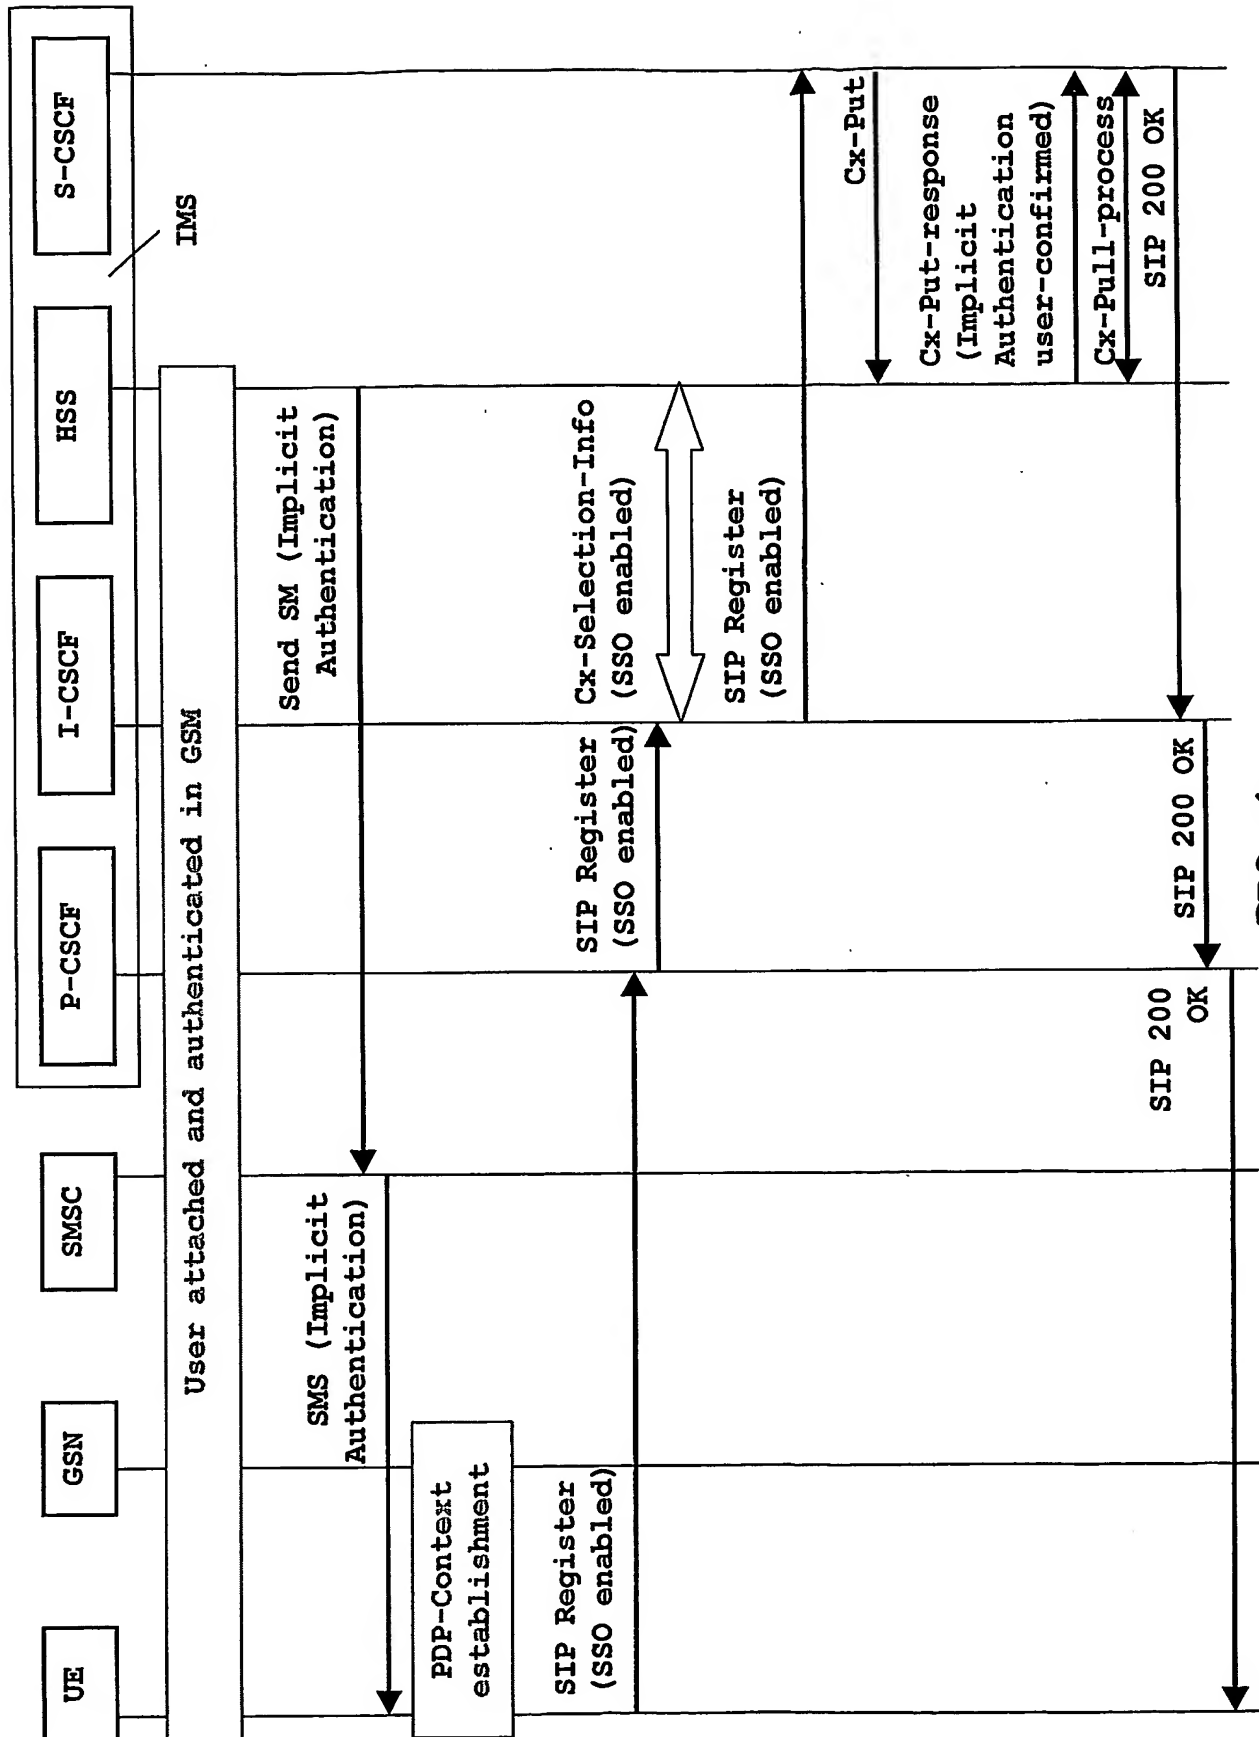 UE
GSN
SMSC
P-CSCF
I-CSCF
HSS
S-CSCF
IMS
User attached and authenticated in GSM
Send SM (Implicit
Authentication)
SMS (Implicit
Authentication)
PDP-Context
establishment
SIP Register
(SSO enabled)
SIP Register
(SSO enabled)
Cx-Selection-Info
(SSO enabled)
SIP Register
(SSO enabled)
Cx-Put
Cx-Put-response
(Implicit
Authentication
user-confirmed)
Cx-Pull-process
SIP 200 OK
SIP 200 OK
SIP 200
OK